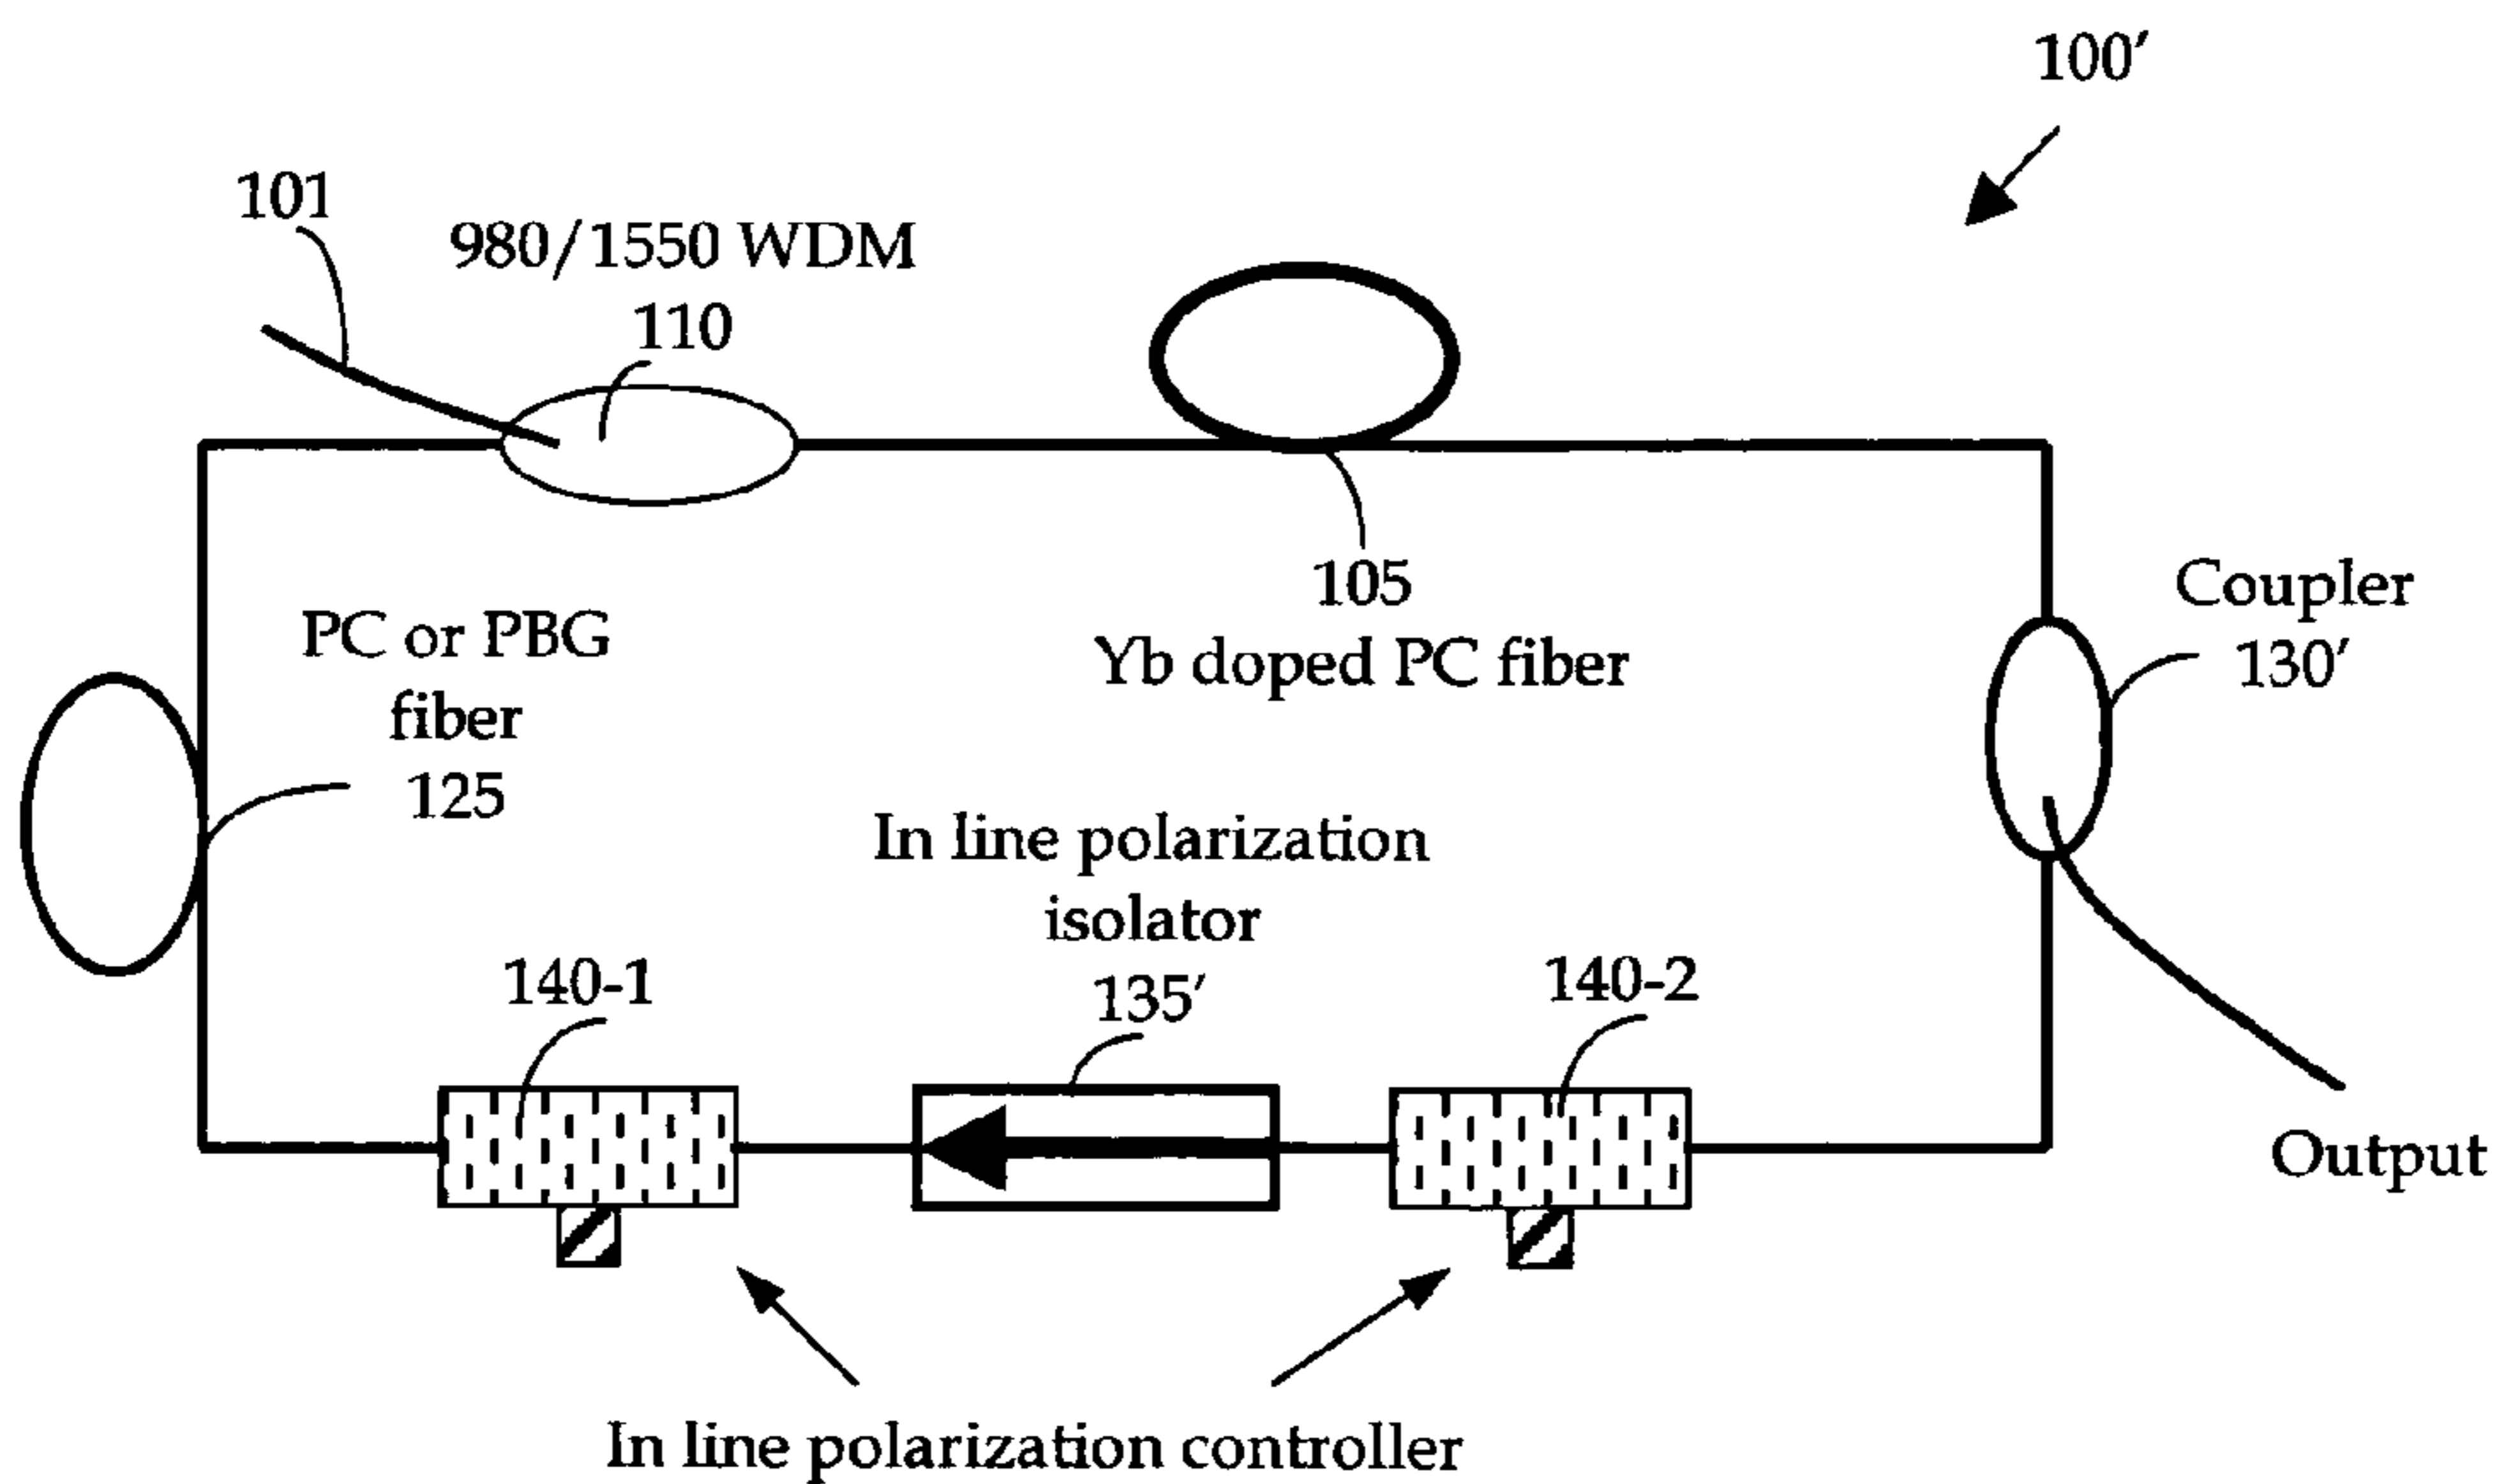 100′
101
980/1550 WDM
110
105
Yb doped PC fiber
Coupler
130′
PC or PBG
fiber
125
In line polarization
isolator
135′
140-1
140-2
Output
In line polarization controller